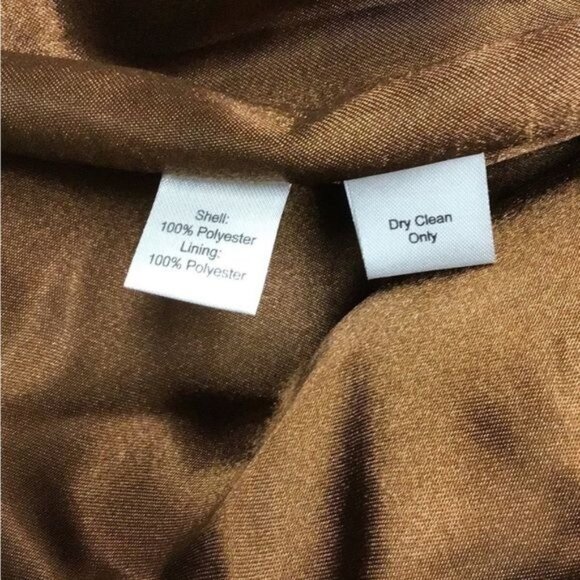 Shell:
100% Polyester
Lining:
100% Polyester
Dry Clean
Only